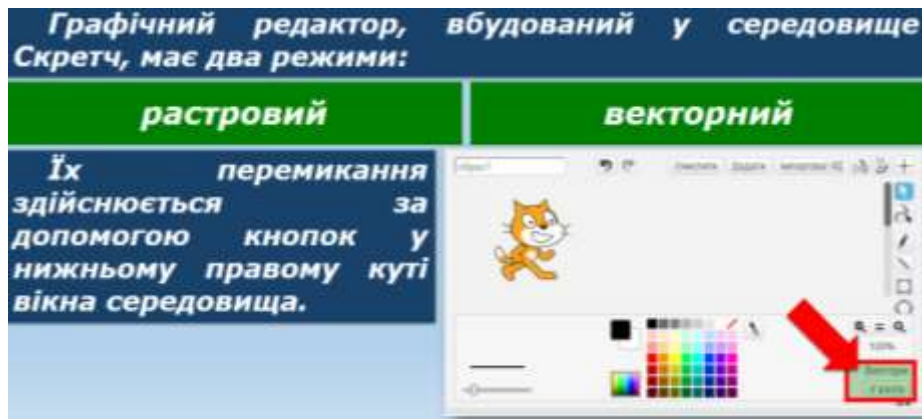 Графічний редактор, вбудований у середовище
Скретч, має два режими:
растровий
векторний
Їх перемикання
здійснюється за
допомогою кнопок у
нижньому правому куті
вікна середовища.
100%